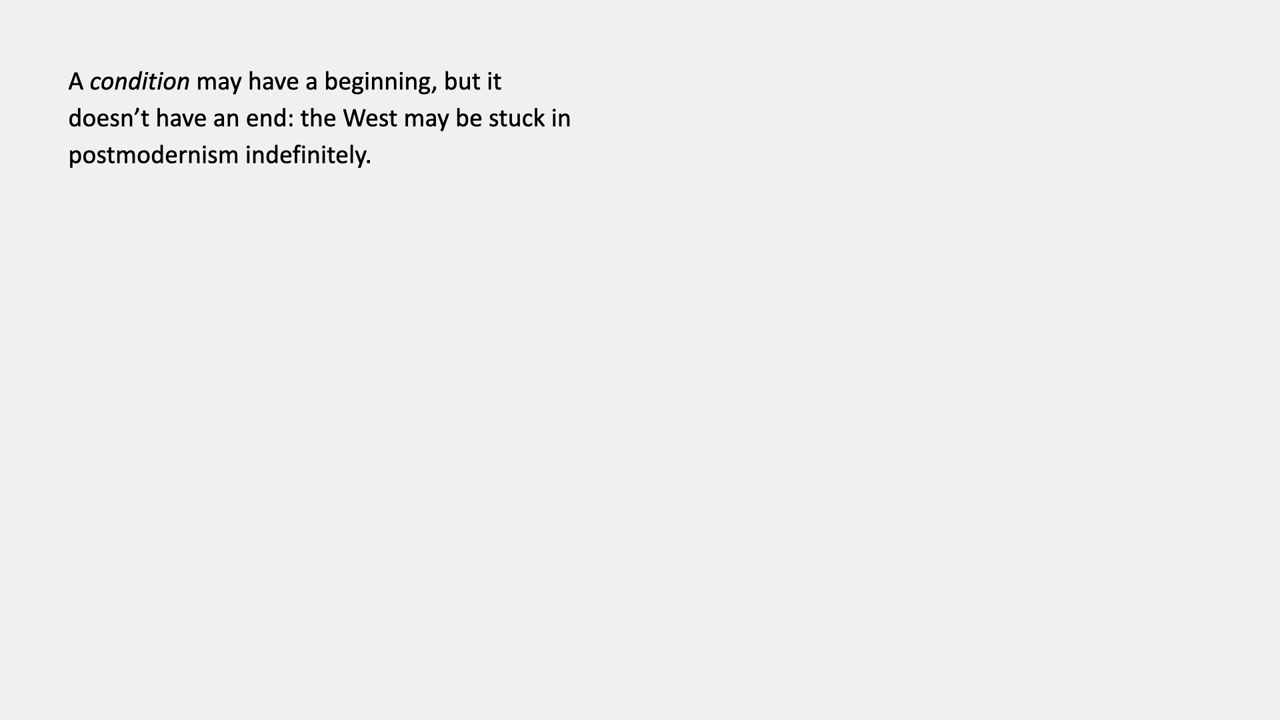 A condition may have a beginning, but it
doesn’t have an end: the West may be stuck in
postmodernism indefinitely.